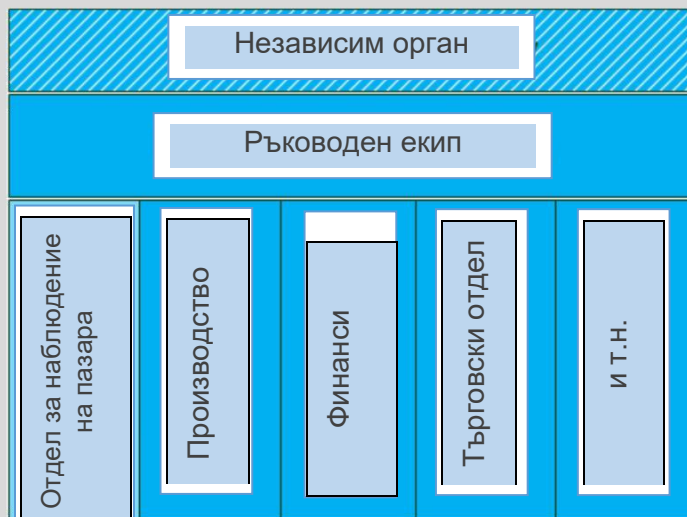 Независим орган
Ръководен екип
Отдел за наблюдение
на пазара
Производство
Финанси
Търговски отдел
и т.н.